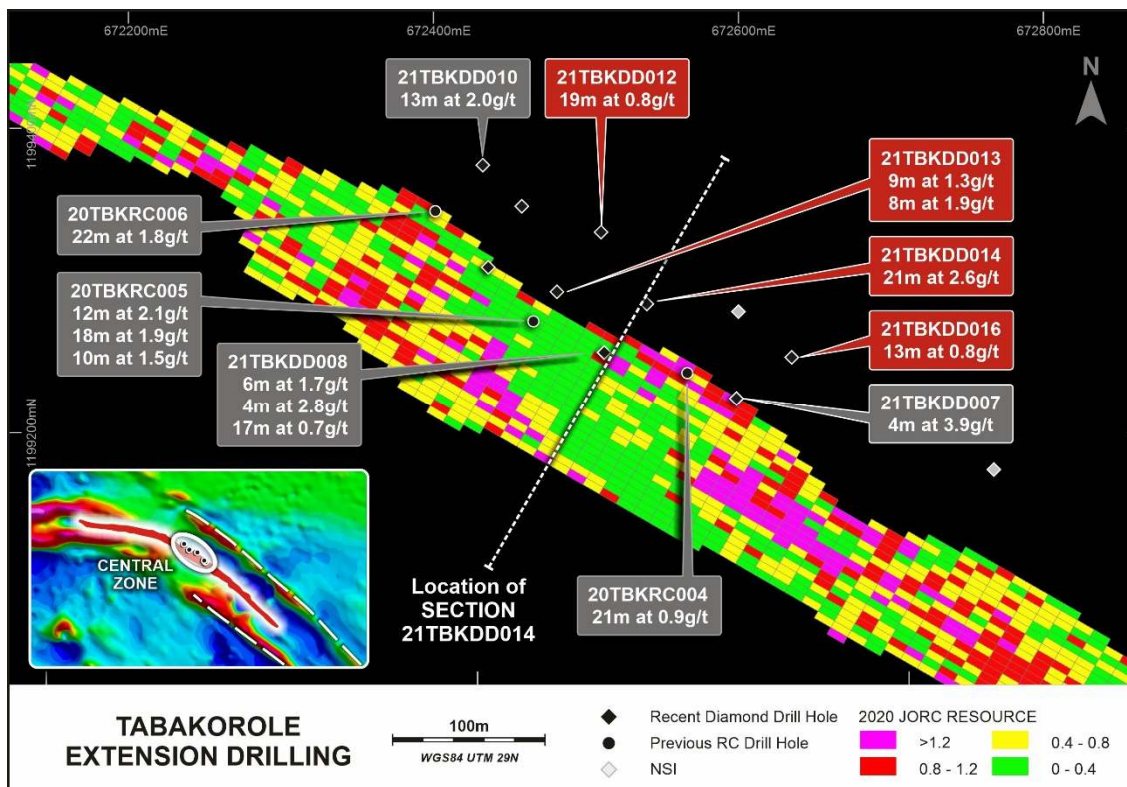 672200mE
672400mE
672600mE
672800mE
N
1199400mN
1199200mN
21TBKDD010
13m at 2.0g/t
21TBKDD012
19m at 0.8g/t
21TBKDD013
9m at 1.3g/t
8m at 1.9g/t
20TBKRC006
22m at 1.8g/t
21TBKDD014
21m at 2.6g/t
20TBKRC005
12m at 2.1g/t
18m at 1.9g/t
10m at 1.5g/t
21TBKDD016
13m at 0.8g/t
21TBKDD008
6m at 1.7g/t
4m at 2.8g/t
17m at 0.7g/t
21TBKDD007
4m at 3.9g/t
CENTRAL
ZONE
Location of
SECTION
21TBKDD014
20TBKRC004
21m at 0.9g/t
TABAKOROLE
EXTENSION DRILLING
100m
WGS84 UTM 29N
Recent Diamond Drill Hole
Previous RC Drill Hole
NSI
2020 JORC RESOURCE
>1.2
0.4 - 0.8
0.8 - 1.2
0 - 0.4